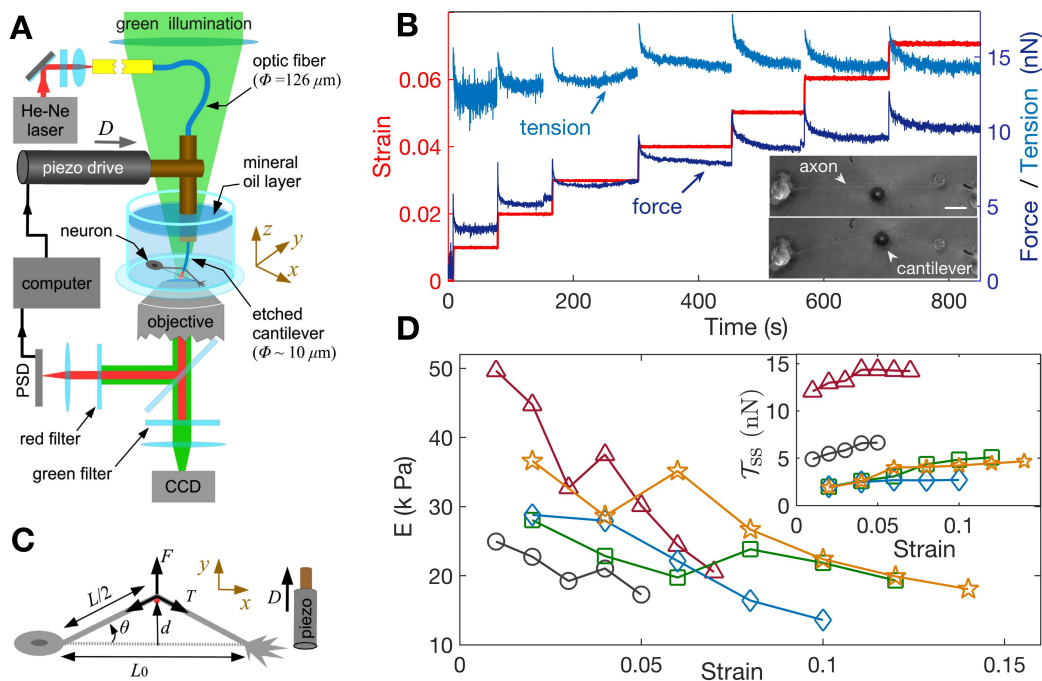 A
green illumination
optic fiber
(Φ =126 μm)
He-Ne
laser
D
piezo drive
mineral
oil layer
neuron
z
y
x
computer
etched
cantilever
(Φ ~ 10 μm)
objective
PSD
red filter
green filter
CCD
B
Strain
0.06
0.04
0.02
0
tension
force
axon
cantilever
15
10
5
0
Force / Tension (nN)
0
200
400
600
800
Time (s)
C
F
L/2
T
θ
d
L0
y
x
D
piezo
D
E (k Pa)
50
40
30
20
10
0
0.05
0.1
0.15
Strain
𝒯SS (nN)
15
10
5
0
0
0.05
0.1
Strain